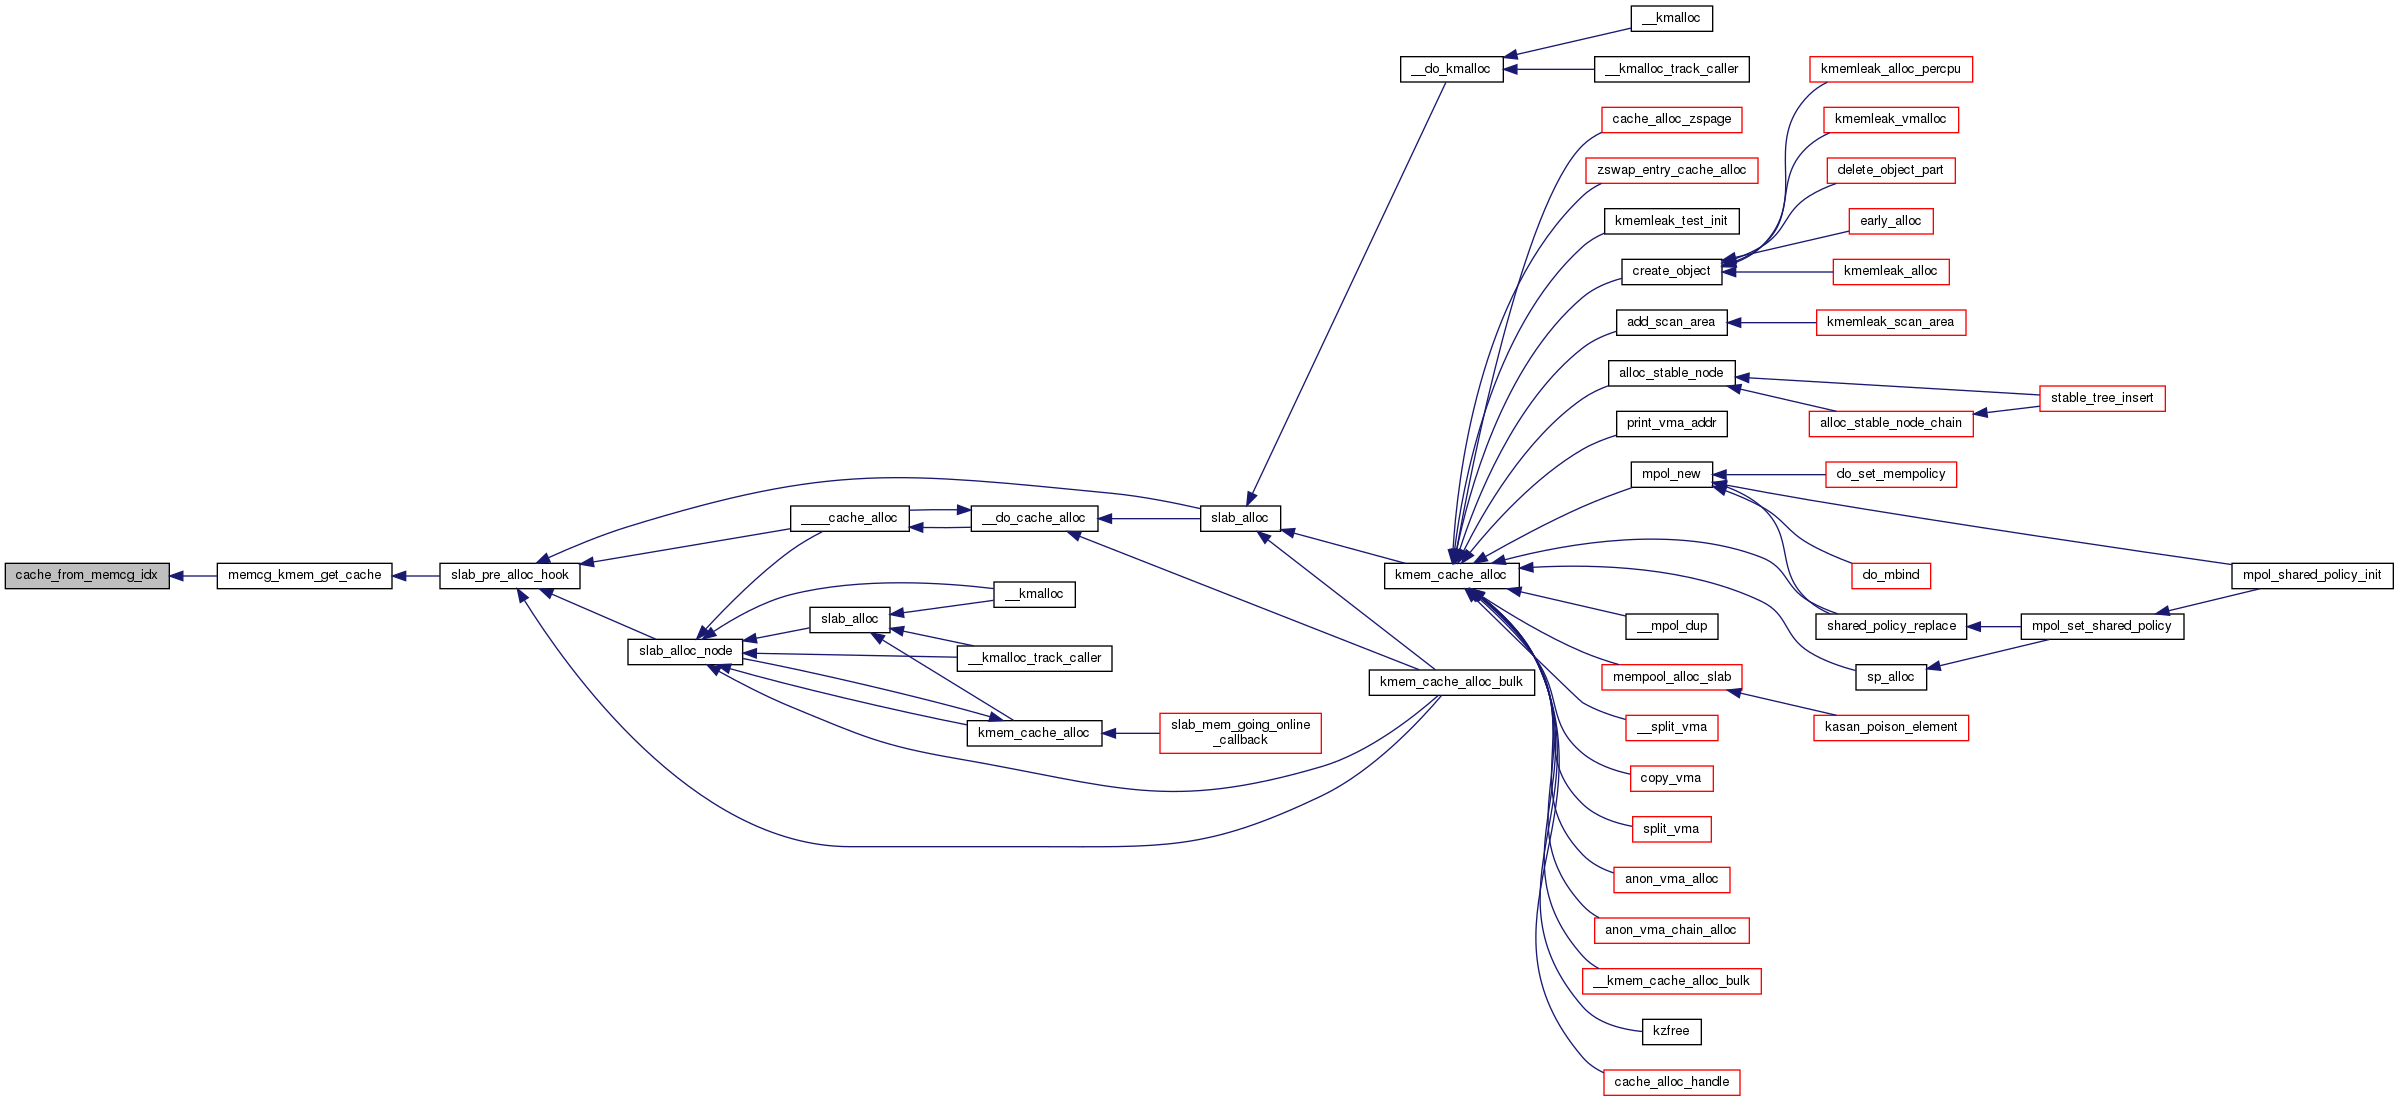 __kmalloc
__do_kmalloc
__kmalloc_track_caller
kmemleak_alloc_percpu
cache_alloc_zspage
kmemleak_vmalloc
zswap_entry_cache_alloc
delete_object_part
kmemleak_test_init
early_alloc
create_object
kmemleak_alloc
add_scan_area
kmemleak_scan_area
alloc_stable_node
stable_tree_insert
print_vma_addr
alloc_stable_node_chain
mpol_new
do_set_mempolicy
____cache_alloc
__do_cache_alloc
slab_alloc
cache_from_memcg_idx
memcg_kmem_get_cache
slab_pre_alloc_hook
kmem_cache_alloc
do_mbind
mpol_shared_policy_init
__kmalloc
slab_alloc
__mpol_dup
shared_policy_replace
mpol_set_shared_policy
slab_alloc_node
__kmalloc_track_caller
kmem_cache_alloc_bulk
mempool_alloc_slab
sp_alloc
kmem_cache_alloc
slab_mem_going_online
_callback
__split_vma
kasan_poison_element
copy_vma
split_vma
anon_vma_alloc
anon_vma_chain_alloc
__kmem_cache_alloc_bulk
kzfree
cache_alloc_handle